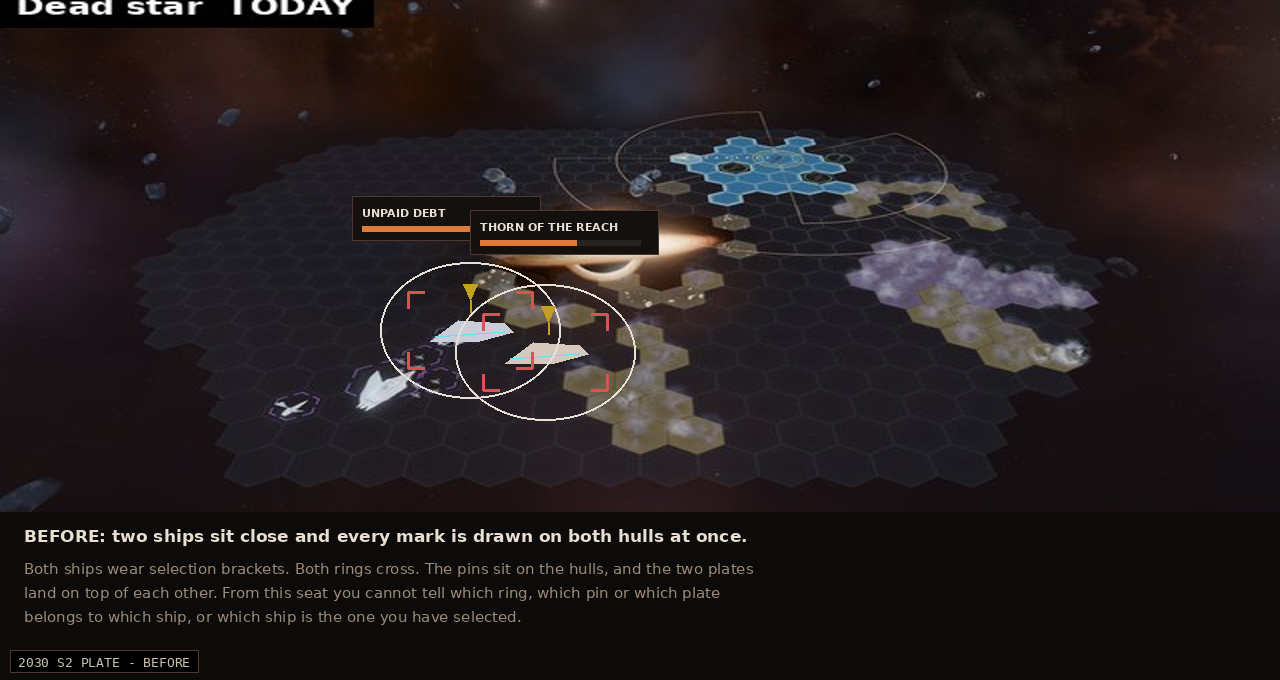 Dead star TODAY
UNPAID DEBT
THORN OF THE REACH
BEFORE: two ships sit close and every mark is drawn on both hulls at once.
Both ships wear selection brackets. Both rings cross. The pins sit on the hulls, and the two plates
land on top of each other. From this seat you cannot tell which ring, which pin or which plate
belongs to which ship, or which ship is the one you have selected.
2030 S2 PLATE - BEFORE